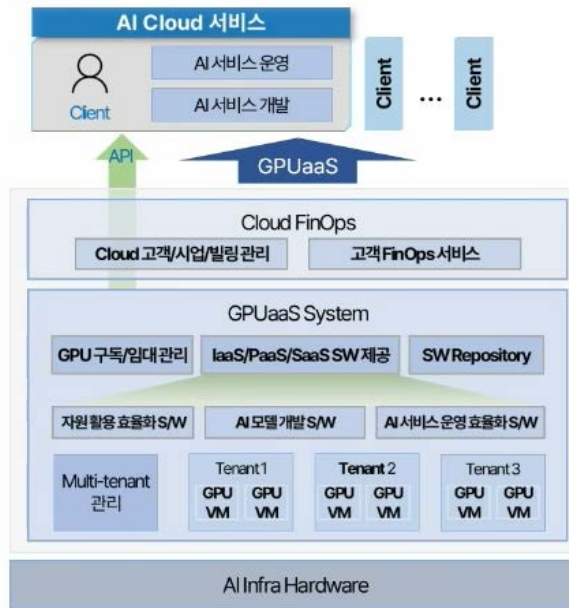 AI Cloud 서비스
AI 서비스 운영
AI 서비스 개발
Client
Client
...
Client
API
GPUaaS
Cloud FinOps
Cloud 고객/시업/빌링 관리
고객 FinOps 서비스
GPUaaS System
GPU 구독/임대 관리
IaaS/PaaS/SaaS SW 제공
SW Repository
자원 활용 효율화 S/W
AI 모델 개발 S/W
AI 서비스 운영 효율화 S/W
Multi-tenant
관리
Tenant 1
GPU VM
GPU VM
Tenant 2
GPU VM
GPU VM
Tenant 3
GPU VM
GPU VM
AI Infra Hardware